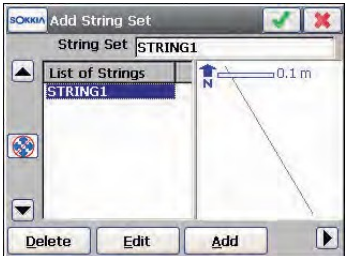 SOKKIA Add String Set
String Set STRING1
List of Strings
STRING1
0.1 m
N
Delete Edit Add